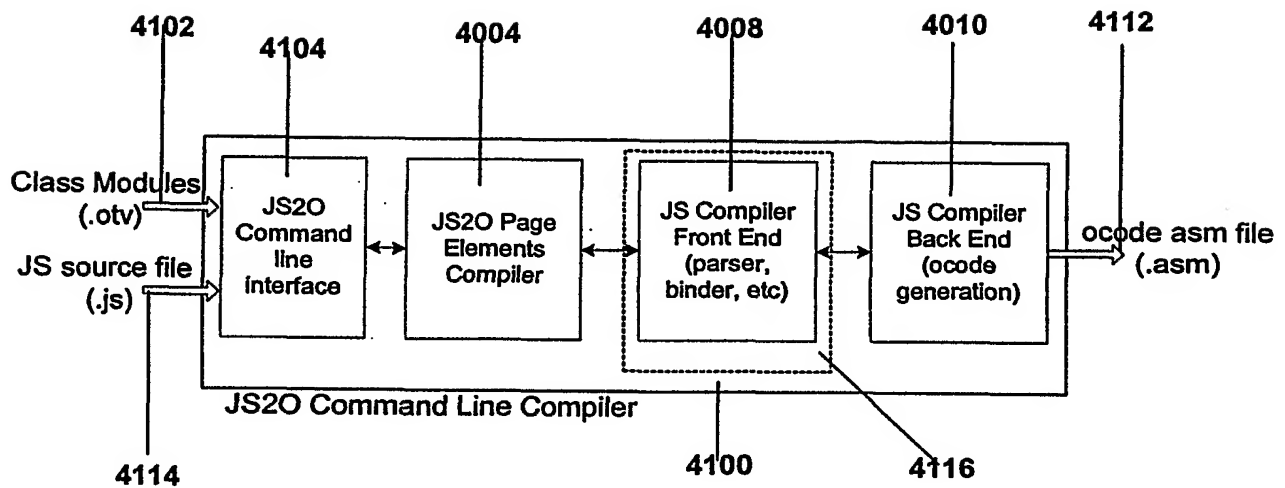 4102
4104
4004
4008
4010
4112
Class Modules
(.otv)
JS source file
(.js)
JS2O
Command
line
interface
JS2O Page
Elements
Compiler
JS Compiler
Front End
(parser,
binder, etc)
JS Compiler
Back End
(ocode
generation)
ocode asm file
(.asm)
JS2O Command Line Compiler
4114
4100
4116